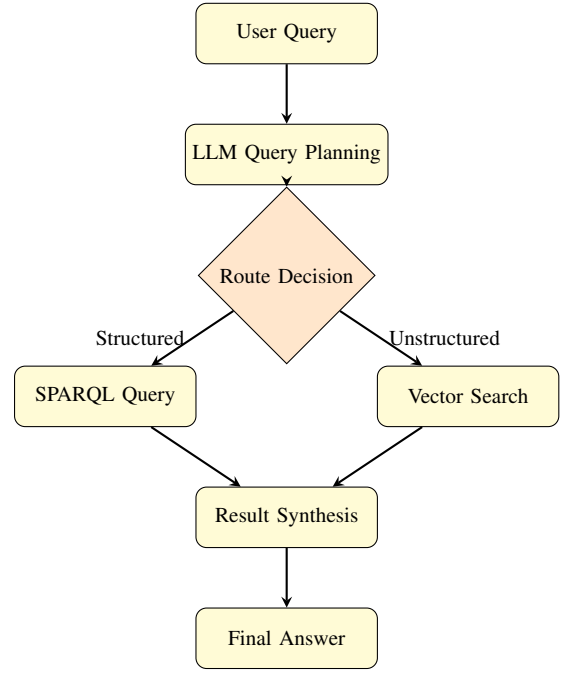 User Query
LLM Query Planning
Route Decision
Structured
Unstructured
SPARQL Query
Vector Search
Result Synthesis
Final Answer